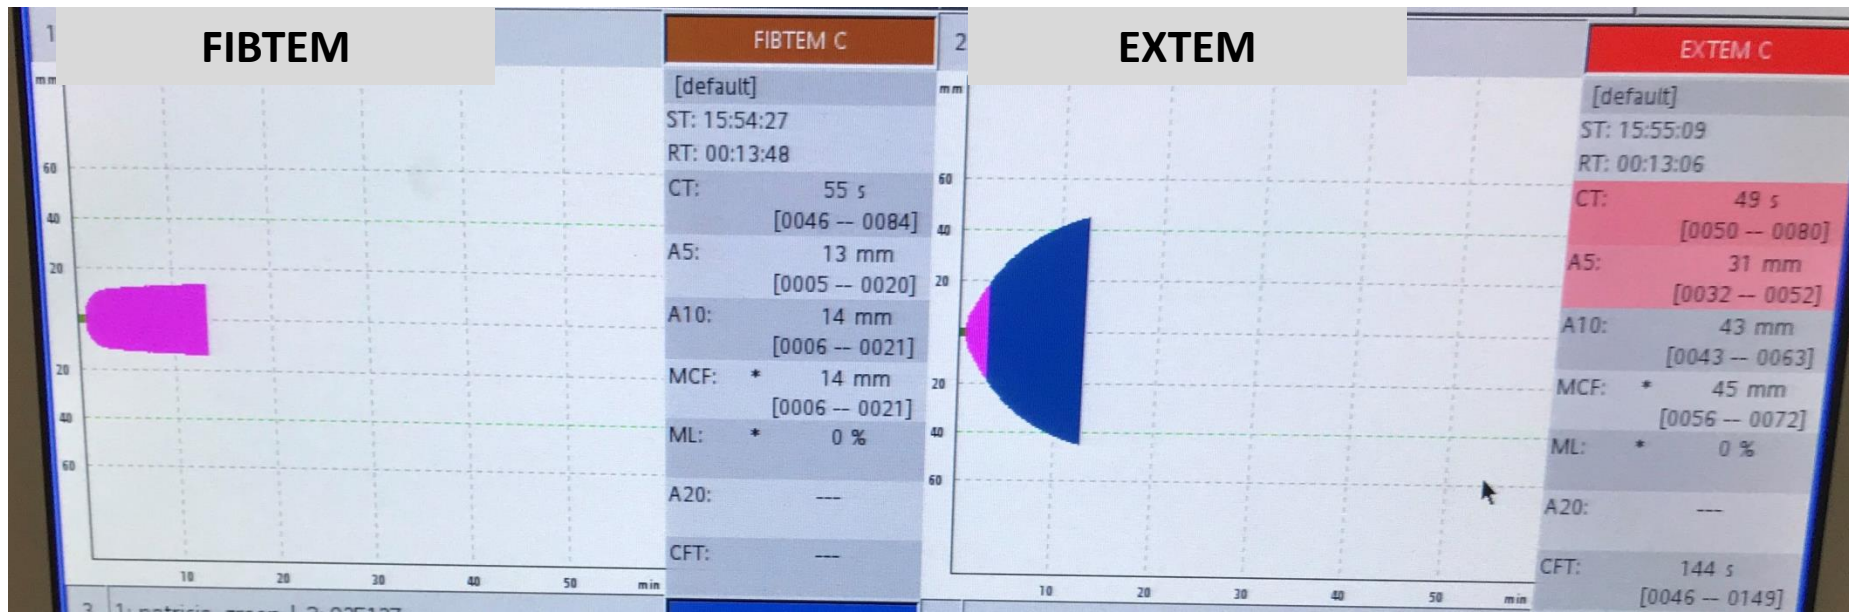 1
FIBTEM
FIBTEM C
mm
60
40
20
20
40
60
10
20
30
40
50
min
[default]
ST: 15:54:27
RT: 00:13:48
CT: 55 s
[0046 -- 0084]
A5: 13 mm
[0005 -- 0020]
A10: 14 mm
[0006 -- 0021]
MCF: * 14 mm
[0006 -- 0021]
ML: * 0 %
A20: ---
CFT: ---
2
EXTEM
EXTEM C
mm
60
40
20
20
40
60
10
20
30
40
50
min
[default]
ST: 15:55:09
RT: 00:13:06
CT: 49 s
[0050 -- 0080]
A5: 31 mm
[0032 -- 0052]
A10: 43 mm
[0043 -- 0063]
MCF: * 45 mm
[0056 -- 0072]
ML: * 0 %
A20: ---
CFT: 144 s
[0046 -- 0149]
3